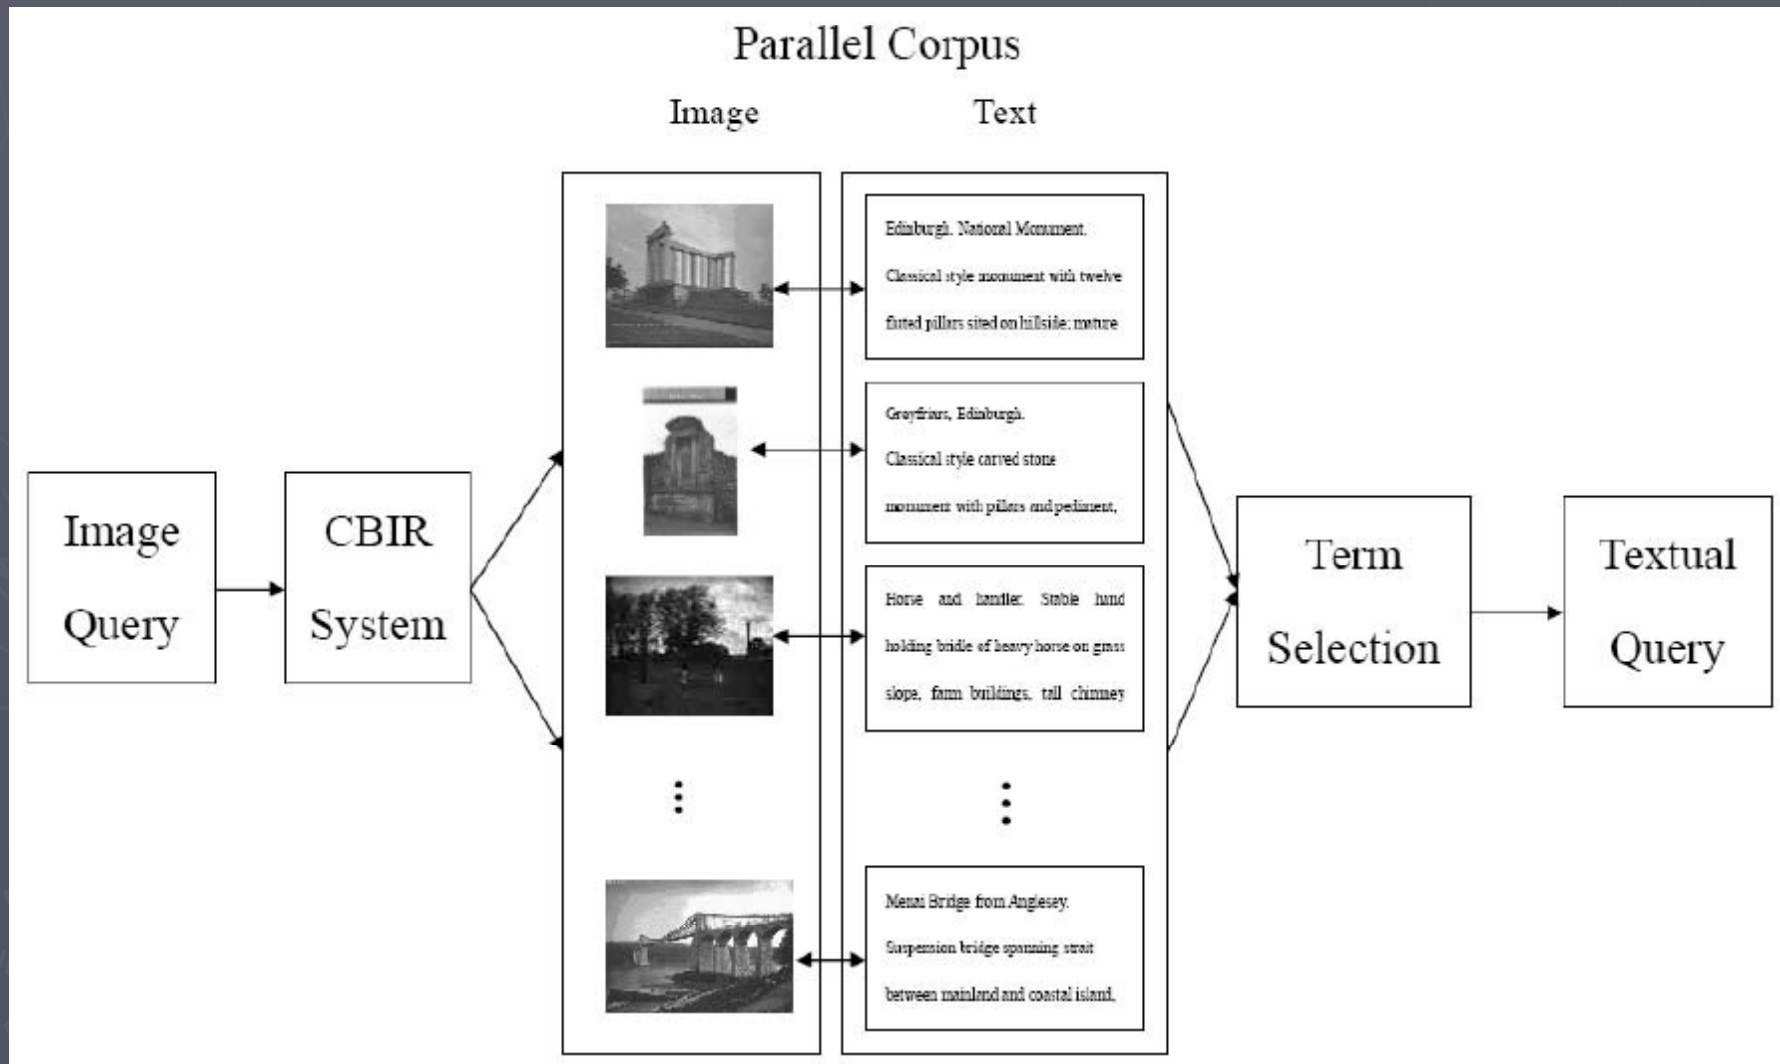 Parallel Corpus
Image
Text
Image
Query
CBIR
System
Edinburgh. National Monument.
Classical style monument with twelve
fluted pillars sited on hillside; mature
Greyfriars, Edinburgh.
Classical style carved stone
monument with pillars and pediment,
Horse and handler. Stable hand
holding bridle of heavy horse on grass
slope, farm buildings, tall chimney
Menai Bridge from Anglesey.
Suspension bridge spanning strait
between mainland and coastal island,
Term
Selection
Textual
Query